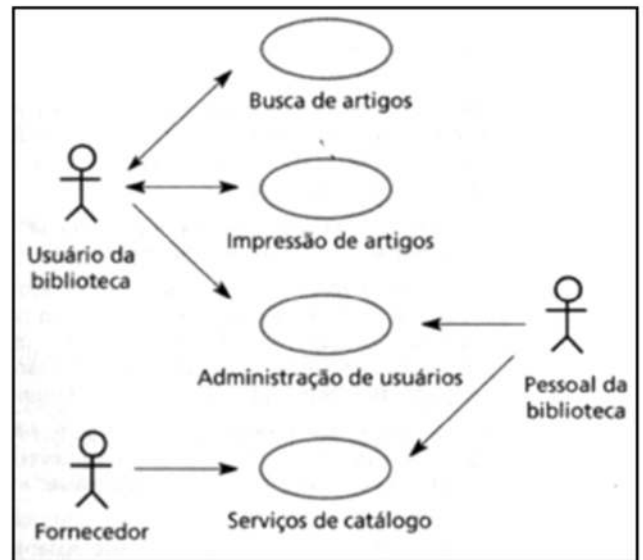 Busca de artigos
Usuário da
biblioteca
Impressão de artigos
Administração de usuários
Pessoal da
biblioteca
Fornecedor
Serviços de catálogo